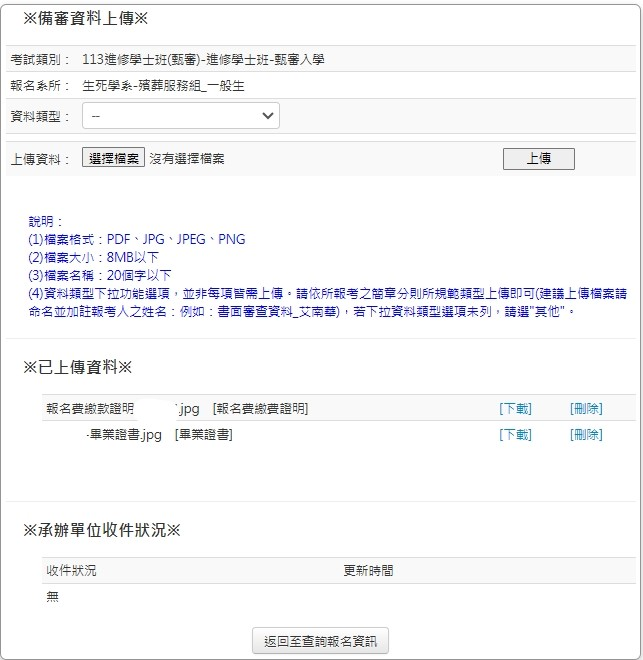 ※備審資料上傳※
考試類別： 113進修學士班(甄審)-進修學士班-甄審入學
報名系所： 生死學系-殯葬服務組_一般生
資料類型： --
上傳資料： 選擇檔案 沒有選擇檔案 上傳
說明：
(1)檔案格式：PDF、JPG、JPEG、PNG
(2)檔案大小：8MB以下
(3)檔案名稱：20個字以下
(4)資料類型下拉功能選項，並非每項皆需上傳。請依所報考之簡章分則所規範類型上傳即可(建議上傳檔案請
命名並加註報考人之姓名：例如：書面審查資料_艾南華)，若下拉資料類型選項未列，請選"其他"。
※已上傳資料※
報名費繳款證明 .jpg [報名費繳費證明] [下載] [刪除]
-畢業證書.jpg [畢業證書] [下載] [刪除]
※承辦單位收件狀況※
收件狀況 更新時間
無
返回至查詢報名資訊